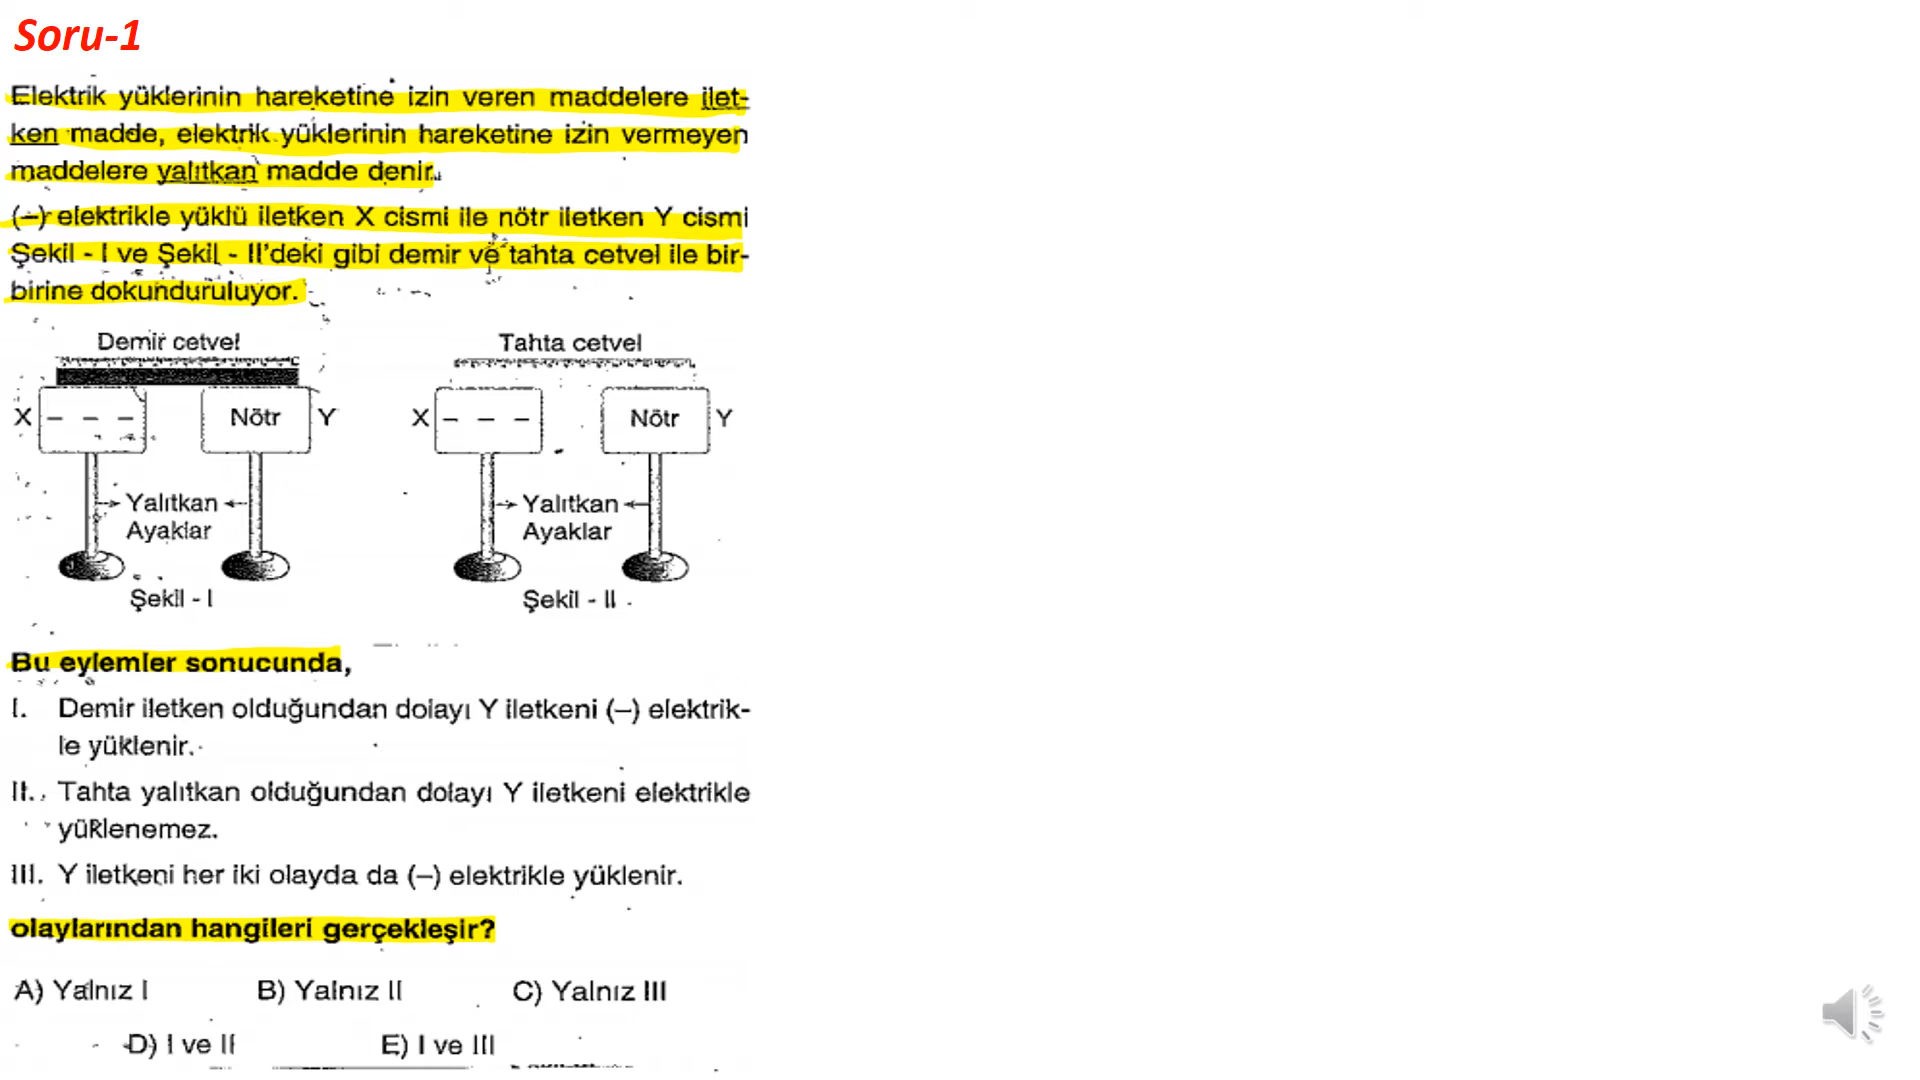 Soru-1
Elektrik yüklerinin hareketine izin veren maddelere ilet-
ken madde, elektrik yüklerinin hareketine izin vermeyen
maddelere yalıtkan madde denir.
(–) elektrikle yüklü iletken X cismi ile nötr iletken Y cismi
Şekil - I ve Şekil - II'deki gibi demir ve tahta cetvel ile bir-
birine dokunduruluyor.
Demir cetvel
Tahta cetvel
X – – – Nötr Y
X – – – Nötr Y
Yalıtkan
Ayaklar
Yalıtkan
Ayaklar
Şekil - I
Şekil - II
Bu eylemler sonucunda,
I. Demir iletken olduğundan dolayı Y iletkeni (–) elektrik-
le yüklenir.
II. Tahta yalıtkan olduğundan dolayı Y iletkeni elektrikle
yüklenemez.
III. Y iletkeni her iki olayda da (–) elektrikle yüklenir.
olaylarından hangileri gerçekleşir?
A) Yalnız I B) Yalnız II C) Yalnız III
D) I ve II E) I ve III